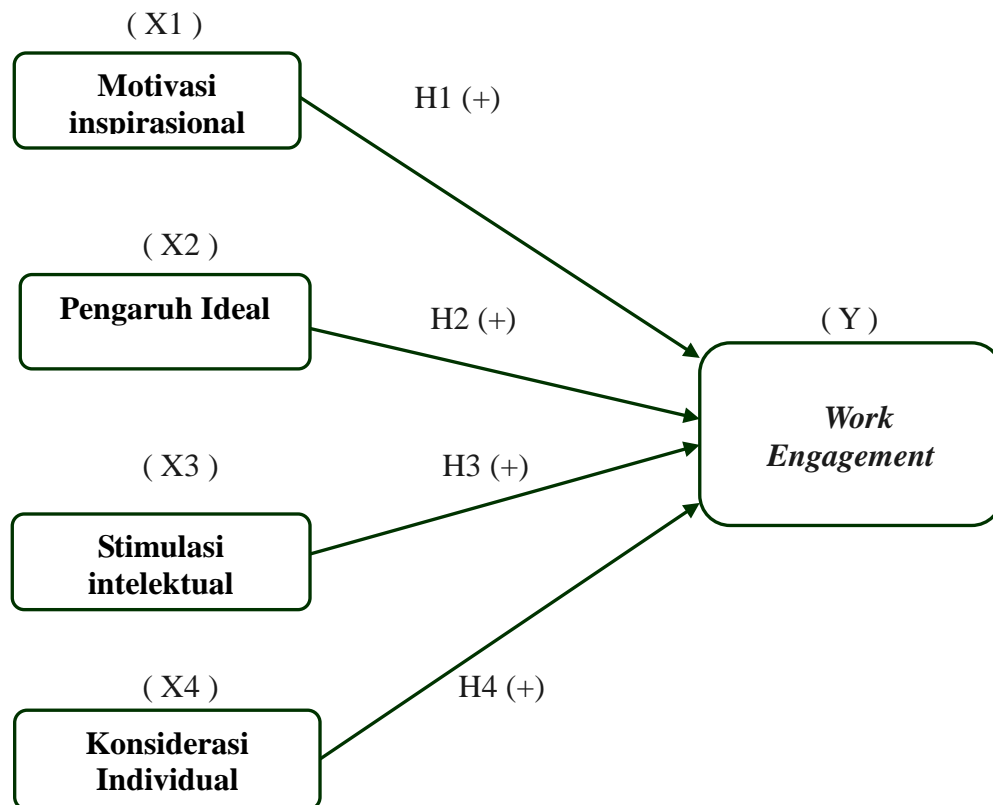 ( X1 )
Motivasi
inspirasional
H1 (+)
( X2 )
Pengaruh Ideal
H2 (+)
( Y )
Work
Engagement
( X3 )
H3 (+)
Stimulasi
intelektual
( X4 )
H4 (+)
Konsiderasi
Individual